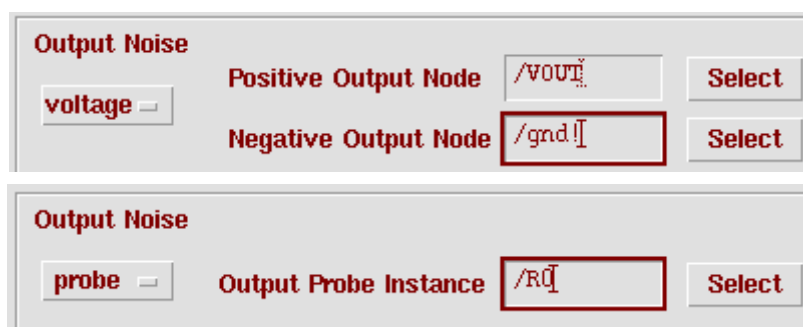 Output Noise
Positive Output Node /VOUT Select
voltage
Negative Output Node /gnd! Select
Output Noise
probe Output Probe Instance /R0 Select